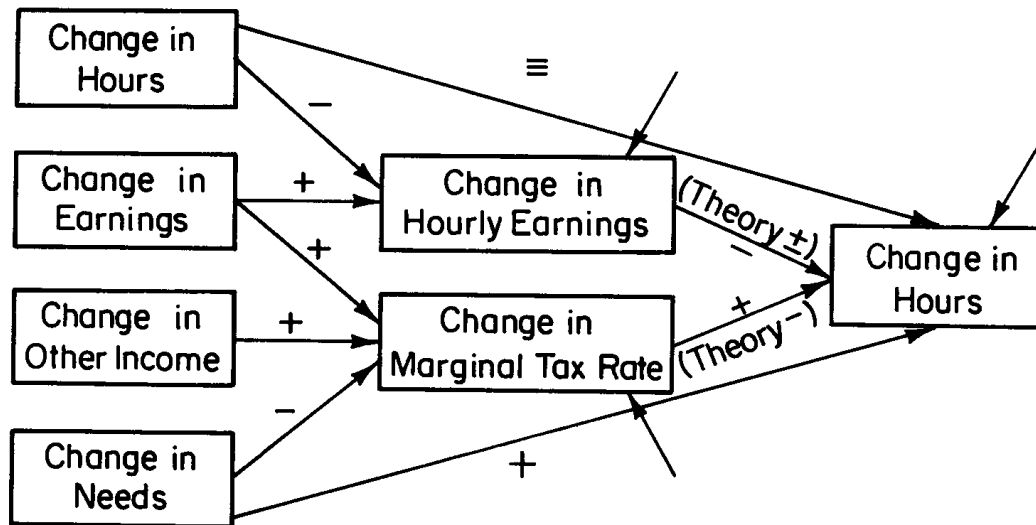 Change in
Hours
≡
−
Change in
Earnings
+
+
Change in
Hourly Earnings
(Theory ±)
−
Change in
Hours
Change in
Other Income
+
Change in
Marginal Tax Rate
+
(Theory −)
−
Change in
Needs
+